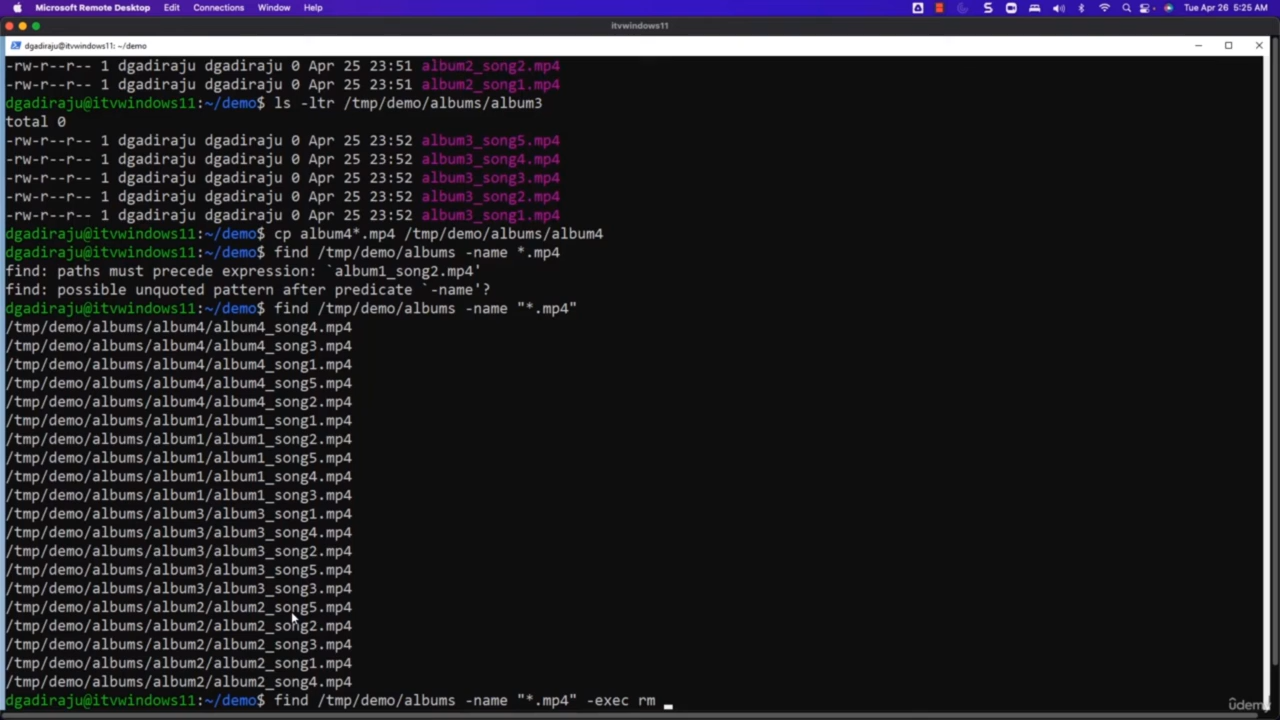 Microsoft Remote Desktop Edit Connections Window Help Tue Apr 26 5:25 AM
itvwindows11
dgadiraju@itvwindows11: ~/demo
-rw-r--r-- 1 dgadiraju dgadiraju 0 Apr 25 23:51 album2_song2.mp4
-rw-r--r-- 1 dgadiraju dgadiraju 0 Apr 25 23:51 album2_song1.mp4
dgadiraju@itvwindows11:~/demo$ ls -ltr /tmp/demo/albums/album3
total 0
-rw-r--r-- 1 dgadiraju dgadiraju 0 Apr 25 23:52 album3_song5.mp4
-rw-r--r-- 1 dgadiraju dgadiraju 0 Apr 25 23:52 album3_song4.mp4
-rw-r--r-- 1 dgadiraju dgadiraju 0 Apr 25 23:52 album3_song3.mp4
-rw-r--r-- 1 dgadiraju dgadiraju 0 Apr 25 23:52 album3_song2.mp4
-rw-r--r-- 1 dgadiraju dgadiraju 0 Apr 25 23:52 album3_song1.mp4
dgadiraju@itvwindows11:~/demo$ cp album4*.mp4 /tmp/demo/albums/album4
dgadiraju@itvwindows11:~/demo$ find /tmp/demo/albums -name *.mp4
find: paths must precede expression: `album1_song2.mp4'
find: possible unquoted pattern after predicate `-name'?
dgadiraju@itvwindows11:~/demo$ find /tmp/demo/albums -name "*.mp4"
/tmp/demo/albums/album4/album4_song4.mp4
/tmp/demo/albums/album4/album4_song3.mp4
/tmp/demo/albums/album4/album4_song1.mp4
/tmp/demo/albums/album4/album4_song5.mp4
/tmp/demo/albums/album4/album4_song2.mp4
/tmp/demo/albums/album1/album1_song1.mp4
/tmp/demo/albums/album1/album1_song2.mp4
/tmp/demo/albums/album1/album1_song5.mp4
/tmp/demo/albums/album1/album1_song4.mp4
/tmp/demo/albums/album1/album1_song3.mp4
/tmp/demo/albums/album3/album3_song1.mp4
/tmp/demo/albums/album3/album3_song4.mp4
/tmp/demo/albums/album3/album3_song2.mp4
/tmp/demo/albums/album3/album3_song5.mp4
/tmp/demo/albums/album3/album3_song3.mp4
/tmp/demo/albums/album2/album2_song5.mp4
/tmp/demo/albums/album2/album2_song2.mp4
/tmp/demo/albums/album2/album2_song3.mp4
/tmp/demo/albums/album2/album2_song1.mp4
/tmp/demo/albums/album2/album2_song4.mp4
dgadiraju@itvwindows11:~/demo$ find /tmp/demo/albums -name "*.mp4" -exec rm
ûdemy